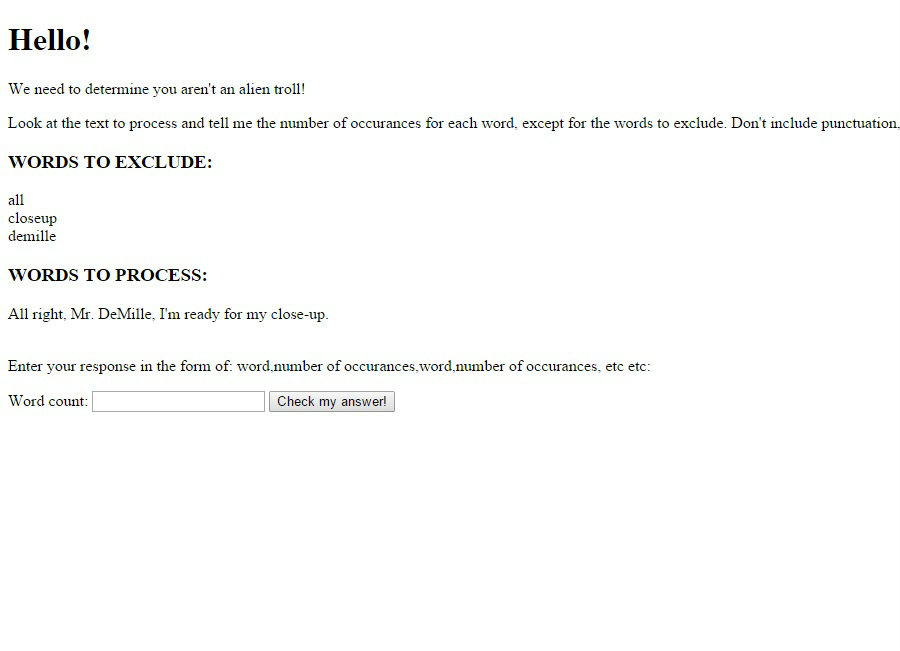 Hello!
We need to determine you aren't an alien troll!
Look at the text to process and tell me the number of occurances for each word, except for the words to exclude. Don't include punctuation,
WORDS TO EXCLUDE:
all
closeup
demille
WORDS TO PROCESS:
All right, Mr. DeMille, I'm ready for my close-up.
Enter your response in the form of: word,number of occurances,word,number of occurances, etc etc:
Word count: Check my answer!